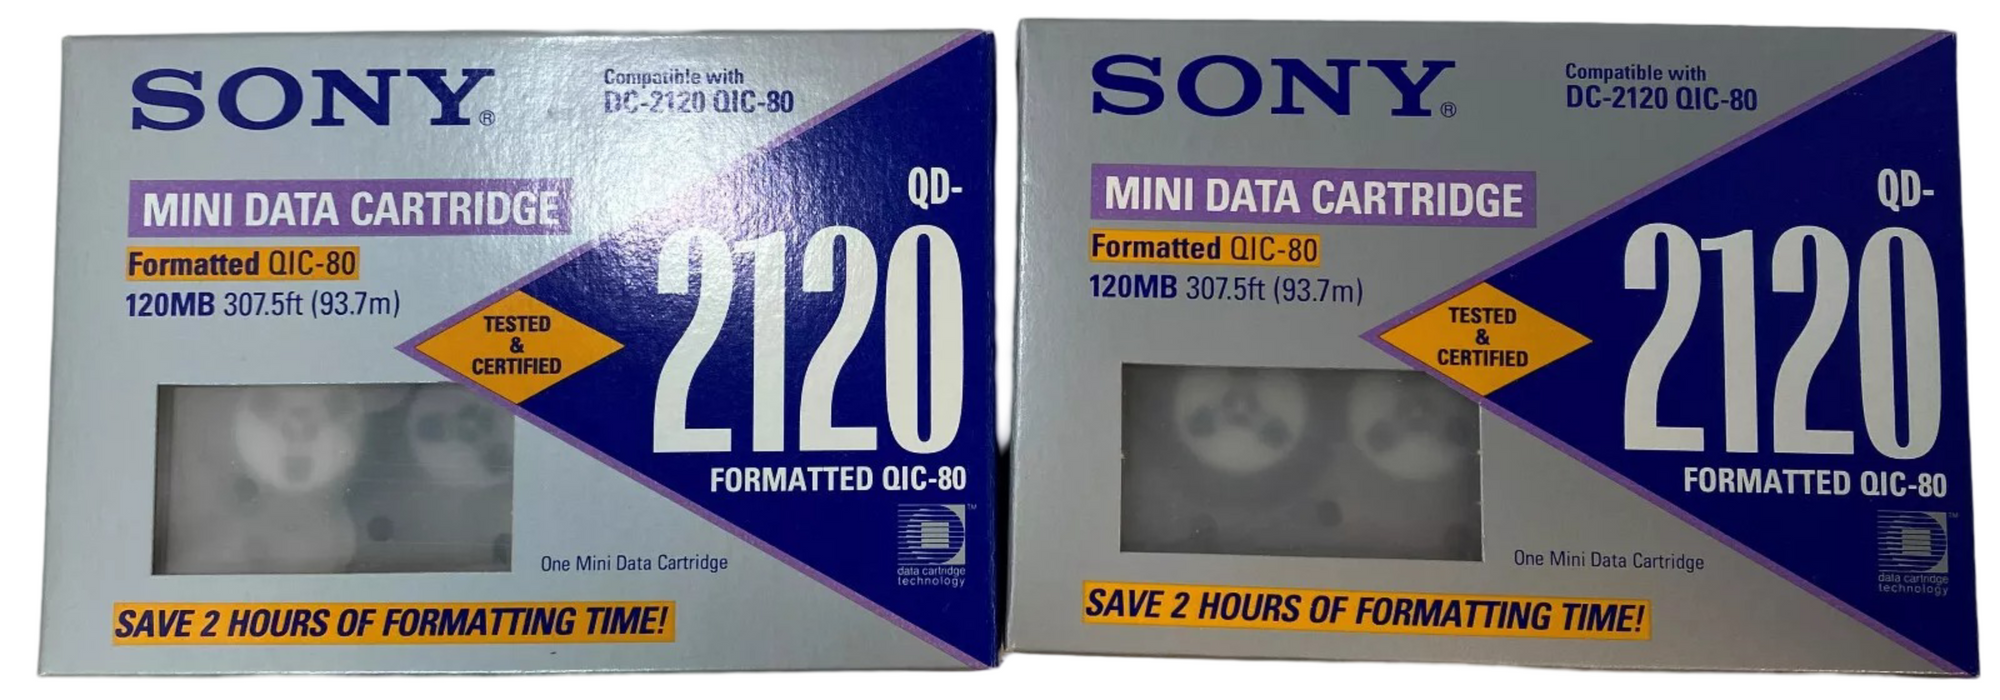 SONY®
Compatible with
DC-2120 QIC-80
MINI DATA CARTRIDGE
Formatted QIC-80
120MB 307.5ft (93.7m)
QD-
2120
TESTED
&
CERTIFIED
FORMATTED QIC-80
TM
data cartridge
technology
One Mini Data Cartridge
SAVE 2 HOURS OF FORMATTING TIME!
SONY®
Compatible with
DC-2120 QIC-80
MINI DATA CARTRIDGE
Formatted QIC-80
120MB 307.5ft (93.7m)
QD-
2120
TESTED
&
CERTIFIED
FORMATTED QIC-80
TM
data cartridge
technology
One Mini Data Cartridge
SAVE 2 HOURS OF FORMATTING TIME!